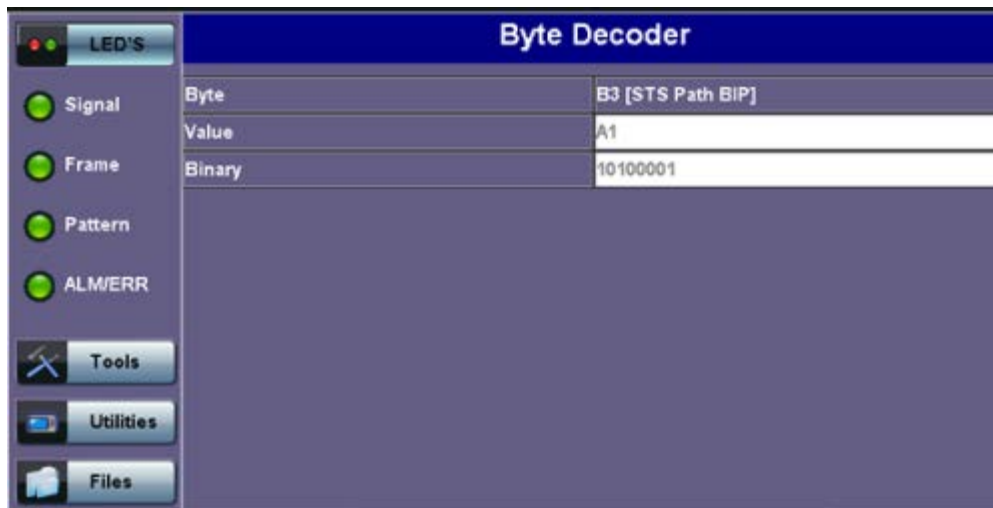 LED'S
Byte Decoder
Signal
Byte B3 [STS Path BIP]
Value A1
Frame
Binary 10100001
Pattern
ALM/ERR
Tools
Utilities
Files